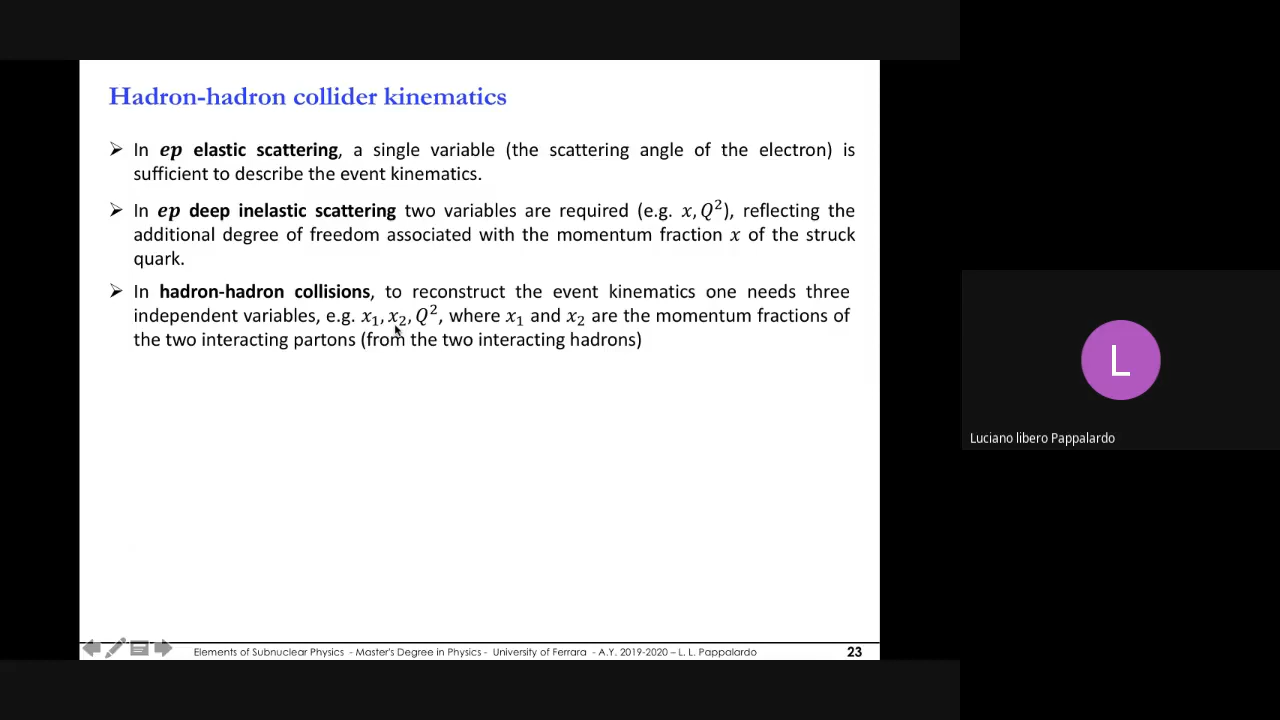 Hadron-hadron collider kinematics
➢ In ep elastic scattering, a single variable (the scattering angle of the electron) is
sufficient to describe the event kinematics.
➢ In ep deep inelastic scattering two variables are required (e.g. x, Q²), reflecting the
additional degree of freedom associated with the momentum fraction x of the struck
quark.
➢ In hadron-hadron collisions, to reconstruct the event kinematics one needs three
independent variables, e.g. x₁, x₂, Q², where x₁ and x₂ are the momentum fractions of
the two interacting partons (from the two interacting hadrons)
Elements of Subnuclear Physics - Master's Degree in Physics - University of Ferrara - A.Y. 2019-2020 – L. L. Pappalardo 23
L
Luciano libero Pappalardo